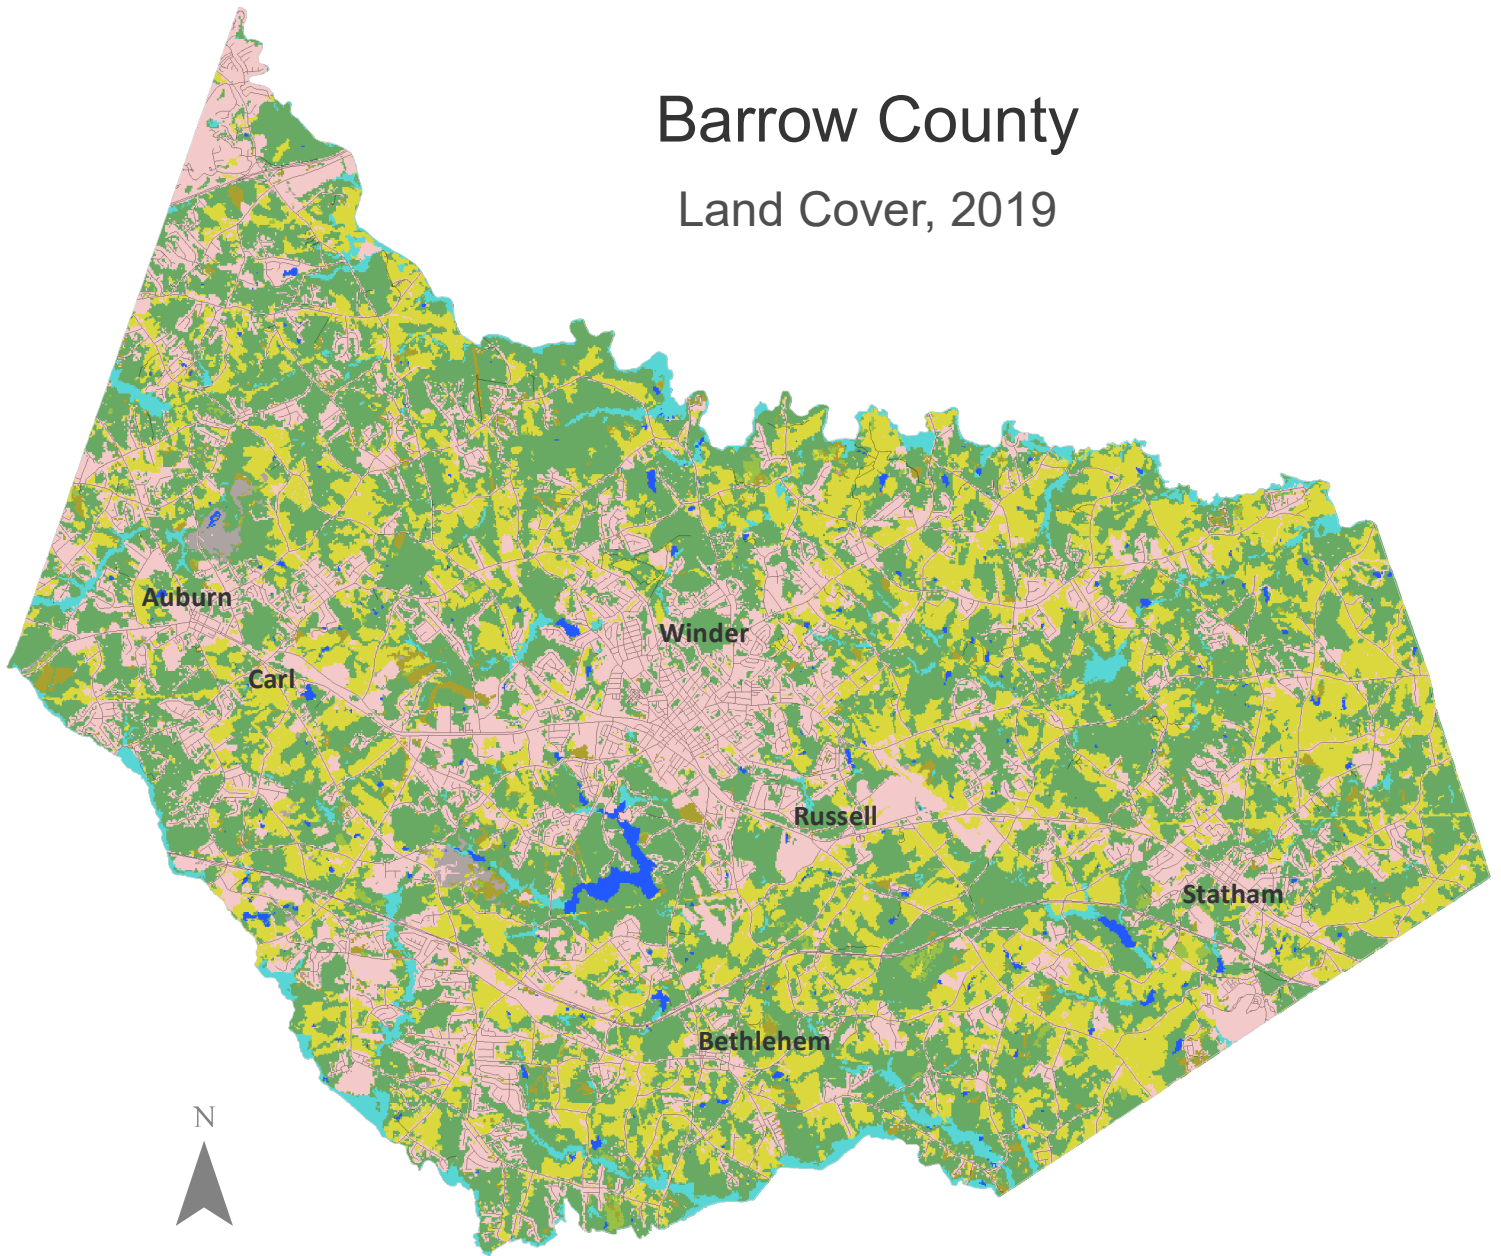 Barrow County
Land Cover, 2019
Auburn
Winder
Carl
Russell
Statham
Bethlehem
N